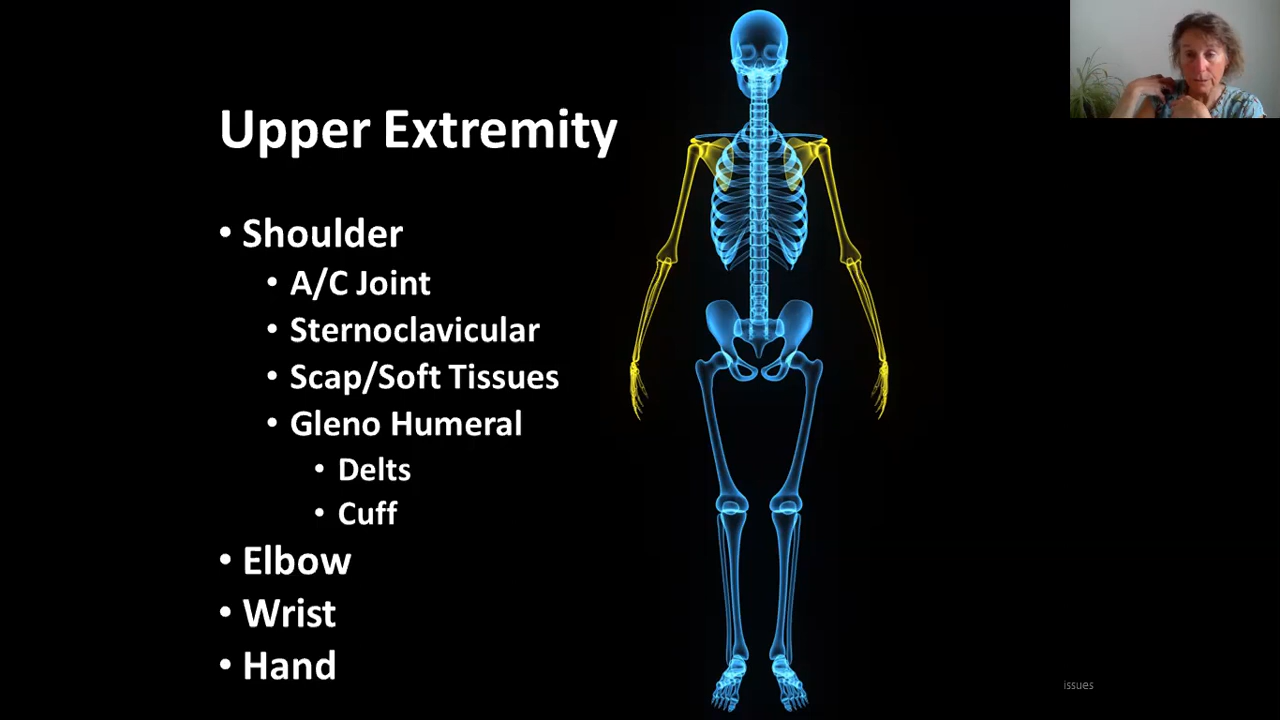 Upper Extremity
• Shoulder
• A/C Joint
• Sternoclavicular
• Scap/Soft Tissues
• Gleno Humeral
• Delts
• Cuff
• Elbow
• Wrist
• Hand
issues